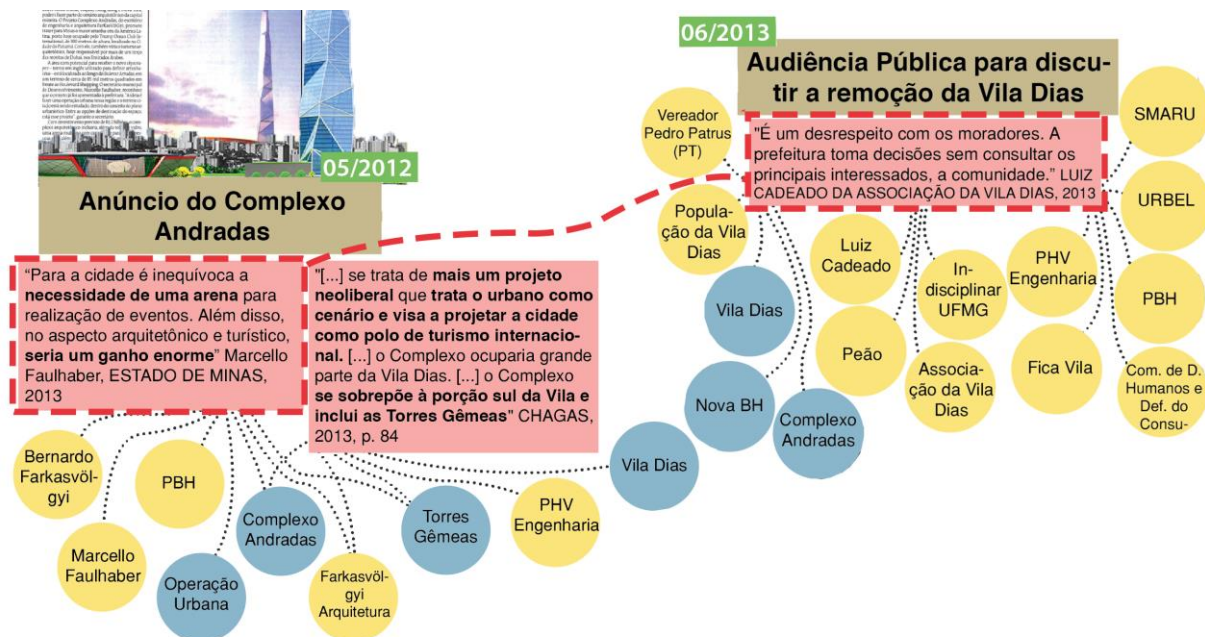 05/2012
Anúncio do Complexo
Andradas
“Para a cidade é inequívoca a
necessidade de uma arena para
realização de eventos. Além disso,
no aspecto arquitetônico e turístico,
seria um ganho enorme” Marcello
Faulhaber, ESTADO DE MINAS,
2013
"[...] se trata de mais um projeto
neoliberal que trata o urbano como
cenário e visa a projetar a cidade
como polo de turismo internacio-
nal. [...] o Complexo ocuparia grande
parte da Vila Dias. [...] o Complexo
se sobrepõe à porção sul da Vila e
inclui as Torres Gêmeas" CHAGAS,
2013, p. 84
Bernardo
Farkasvöl-
gyi
PBH
Marcello
Faulhaber
Operação
Urbana
Complexo
Andradas
Farkasvöl-
gyi
Arquitetura
Torres
Gêmeas
PHV
Engenharia
Vila Dias
06/2013
Audiência Pública para discu-
tir a remoção da Vila Dias
"É um desrespeito com os moradores. A
prefeitura toma decisões sem consultar os
principais interessados, a comunidade.” LUIZ
CADEADO DA ASSOCIAÇÃO DA VILA DIAS, 2013
Vereador
Pedro Patrus
(PT)
Popula-
ção da Vila
Dias
Vila Dias
Nova BH
Complexo
Andradas
Luiz
Cadeado
Peão
In-
disciplinar
UFMG
Associa-
ção da Vila
Dias
PHV
Engenharia
Fica Vila
SMARU
URBEL
PBH
Com. de D.
Humanos e
Def. do
Consu-